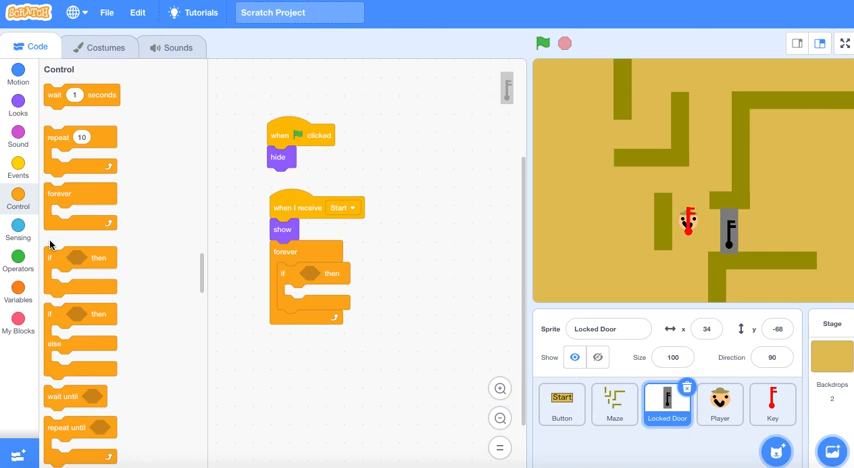 SCRATCH File Edit Tutorials Scratch Project
Code Costumes Sounds
Motion
Looks
Sound
Events
Control
Sensing
Operators
Variables
My Blocks
Control
wait 1 seconds
repeat 10
forever
if then
if then
else
wait until
repeat until
when clicked
hide
when I receive Start
show
forever
if then
Sprite Locked Door x 34 y -68
Show Size 100 Direction 90
Start
Button Maze Locked Door Player Key
Stage
Backdrops
2